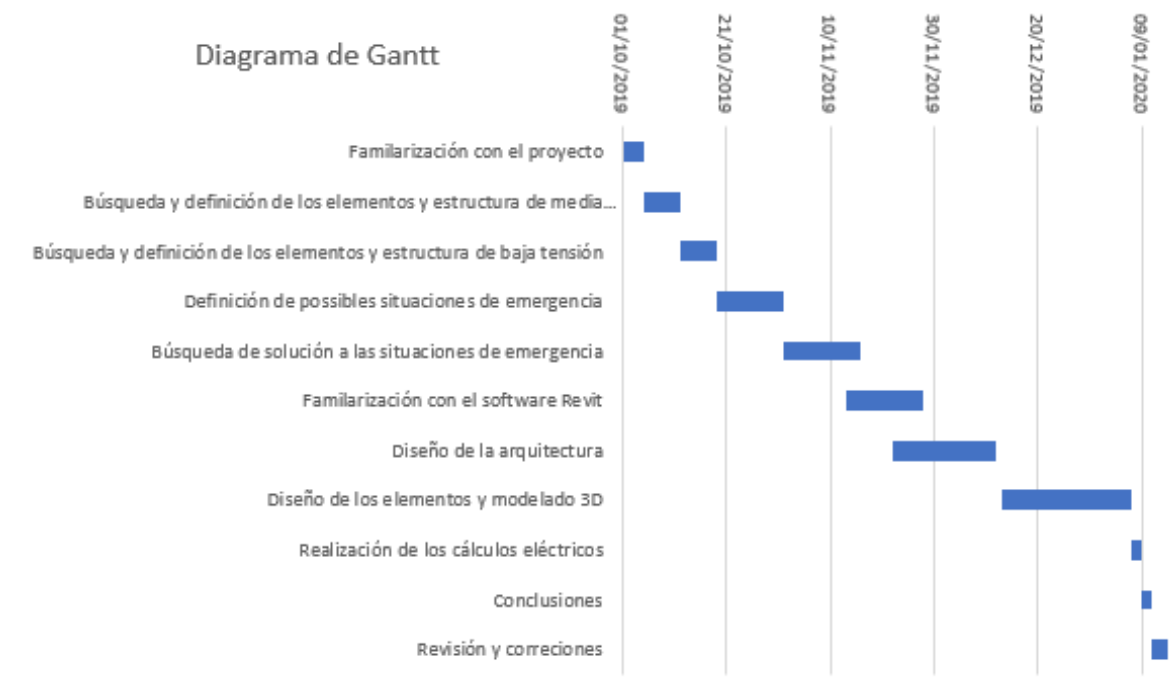 Diagrama de Gantt
01/10/2019
21/10/2019
10/11/2019
30/11/2019
20/12/2019
09/01/2020
Familarización con el proyecto
Búsqueda y definición de los elementos y estructura de media...
Búsqueda y definición de los elementos y estructura de baja tensión
Definición de possibles situaciones de emergencia
Búsqueda de solución a las situaciones de emergencia
Familarización con el software Revit
Diseño de la arquitectura
Diseño de los elementos y modelado 3D
Realización de los cálculos eléctricos
Conclusiones
Revisión y correciones